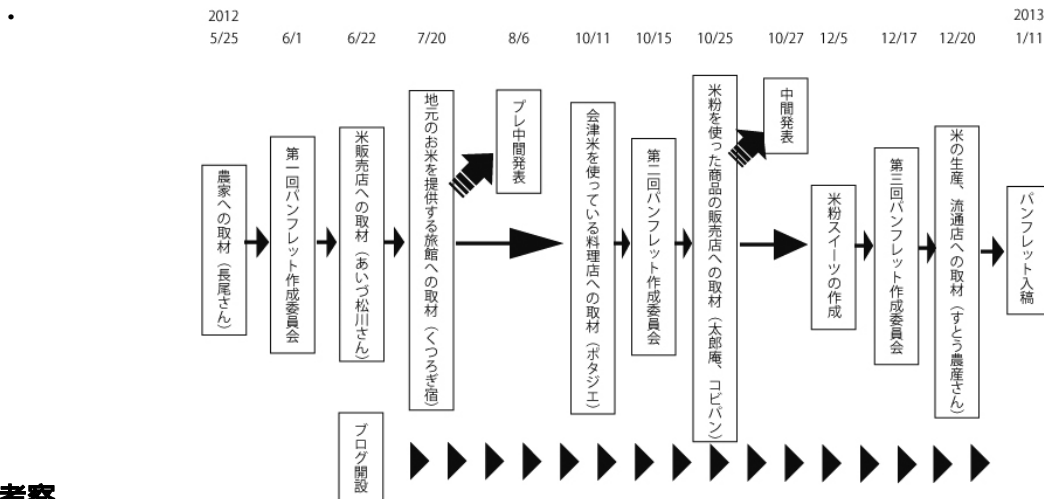 2012
2013
5/25
6/1
6/22
7/20
8/6
10/11
10/15
10/25
10/27
12/5
12/17
12/20
1/11
農家への取材（長尾さん）
第一回パンフレット作成委員会
米販売店への取材（あいづ松川さん）
地元のお米を提供する旅館への取材（くつろぎ宿）
プレ中間発表
会津米を使っている料理店への取材（ポタジエ）
第二回パンフレット作成委員会
米粉を使った商品の販売店への取材（太郎庵、コビパン）
中間発表
米粉スイーツの作成
第三回パンフレット作成委員会
米の生産、流通店への取材（すとう農産さん）
パンフレット入稿
ブログ開設
考察